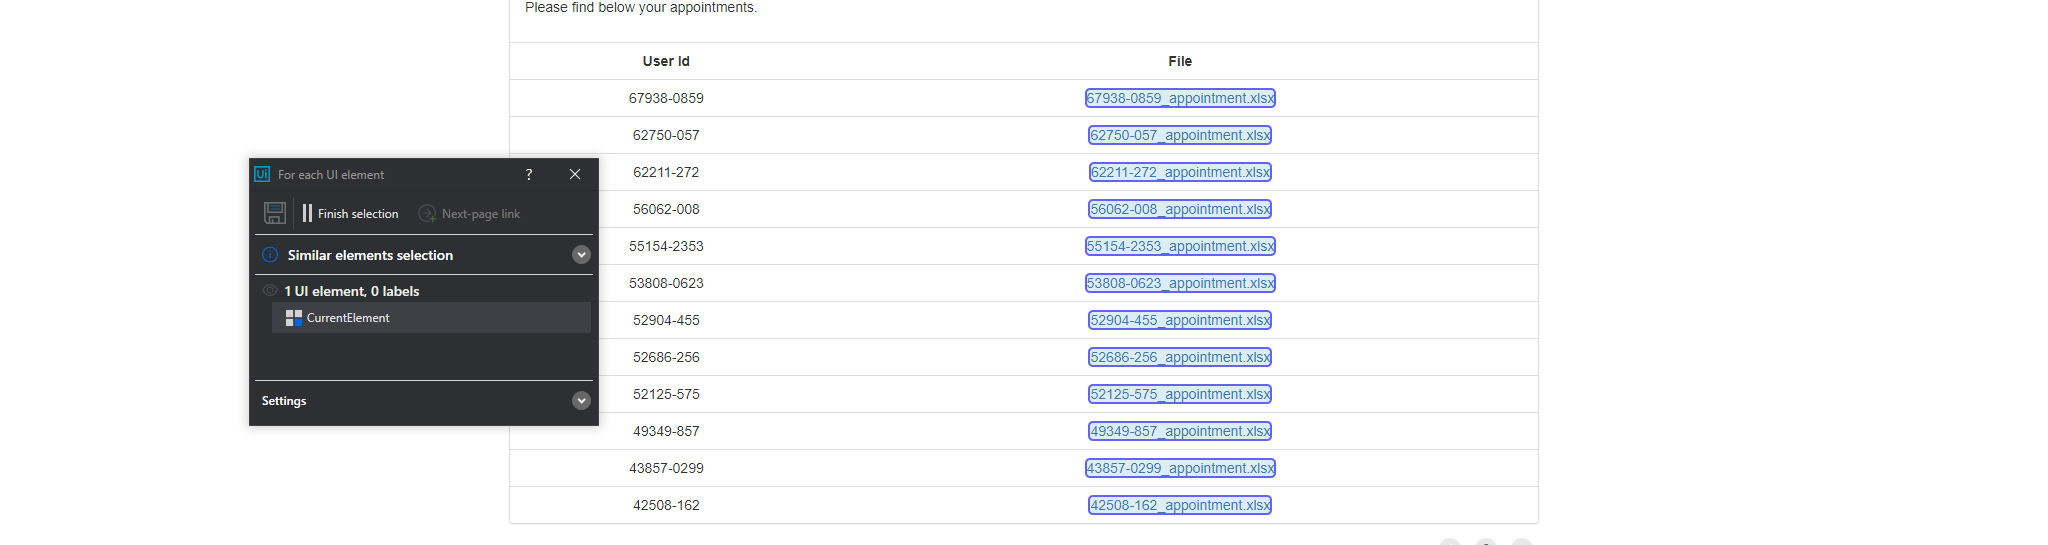 Please find below your appointments.
User Id File
67938-0859 67938-0859_appointment.xlsx
62750-057 62750-057_appointment.xlsx
62211-272 62211-272_appointment.xlsx
56062-008 56062-008_appointment.xlsx
55154-2353 55154-2353_appointment.xlsx
53808-0623 53808-0623_appointment.xlsx
52904-455 52904-455_appointment.xlsx
52686-256 52686-256_appointment.xlsx
52125-575 52125-575_appointment.xlsx
49349-857 49349-857_appointment.xlsx
43857-0299 43857-0299_appointment.xlsx
42508-162 42508-162_appointment.xlsx
Ui For each UI element ?
Finish selection Next-page link
Similar elements selection
1 UI element, 0 labels
CurrentElement
Settings